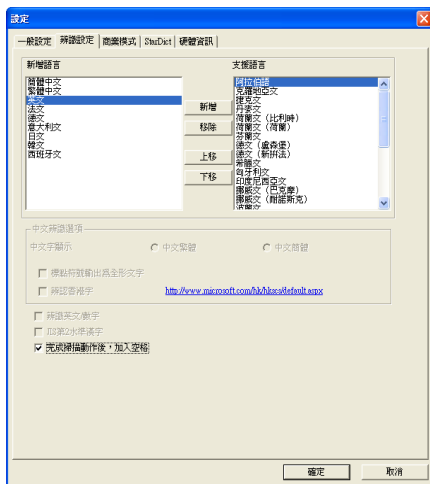 設定
一般設定 辨識設定 商業模式 StarDict 硬體資訊
新增語言
簡體中文
繁體中文
英文
法文
德文
意大利文
日文
韓文
西班牙文
新增
移除
上移
下移
支援語言
阿拉伯語
克羅地亞文
捷克文
丹麥文
荷蘭文（比利時）
荷蘭文（荷蘭）
芬蘭文
德文（盧森堡）
德文（新拼法）
希臘文
匈牙利文
印度尼西亞文
挪威文（巴克摩）
挪威文（耐諾斯克）
波蘭文
中文辨識選項
中文字顯示 中文繁體 中文簡體
標點符號輸出為全形文字
辨認香港字 http://www.microsoft.com/hk/hkscs/default.aspx
辨識英文/數字
JIS第2水準漢字
完成掃描動作後，加入空格
確定 取消